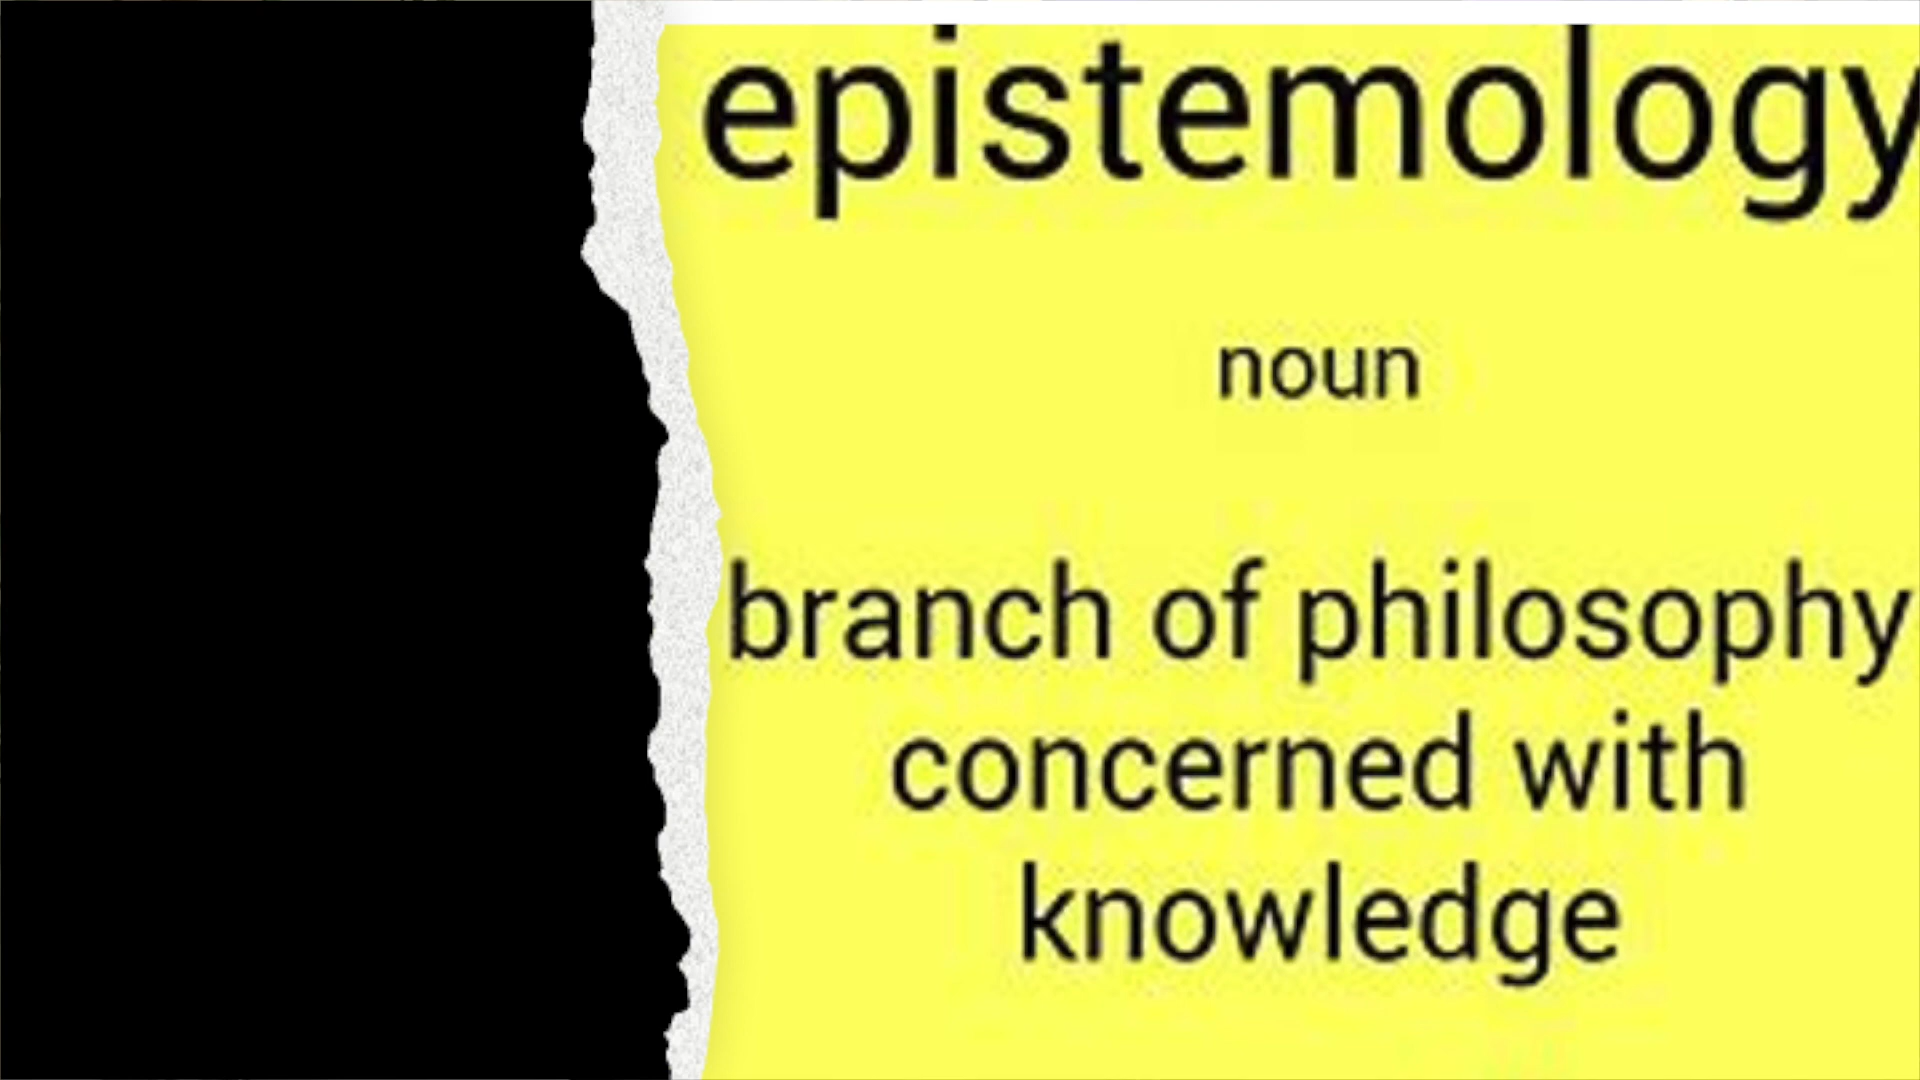 epistemology
noun
branch of philosophy
concerned with
knowledge